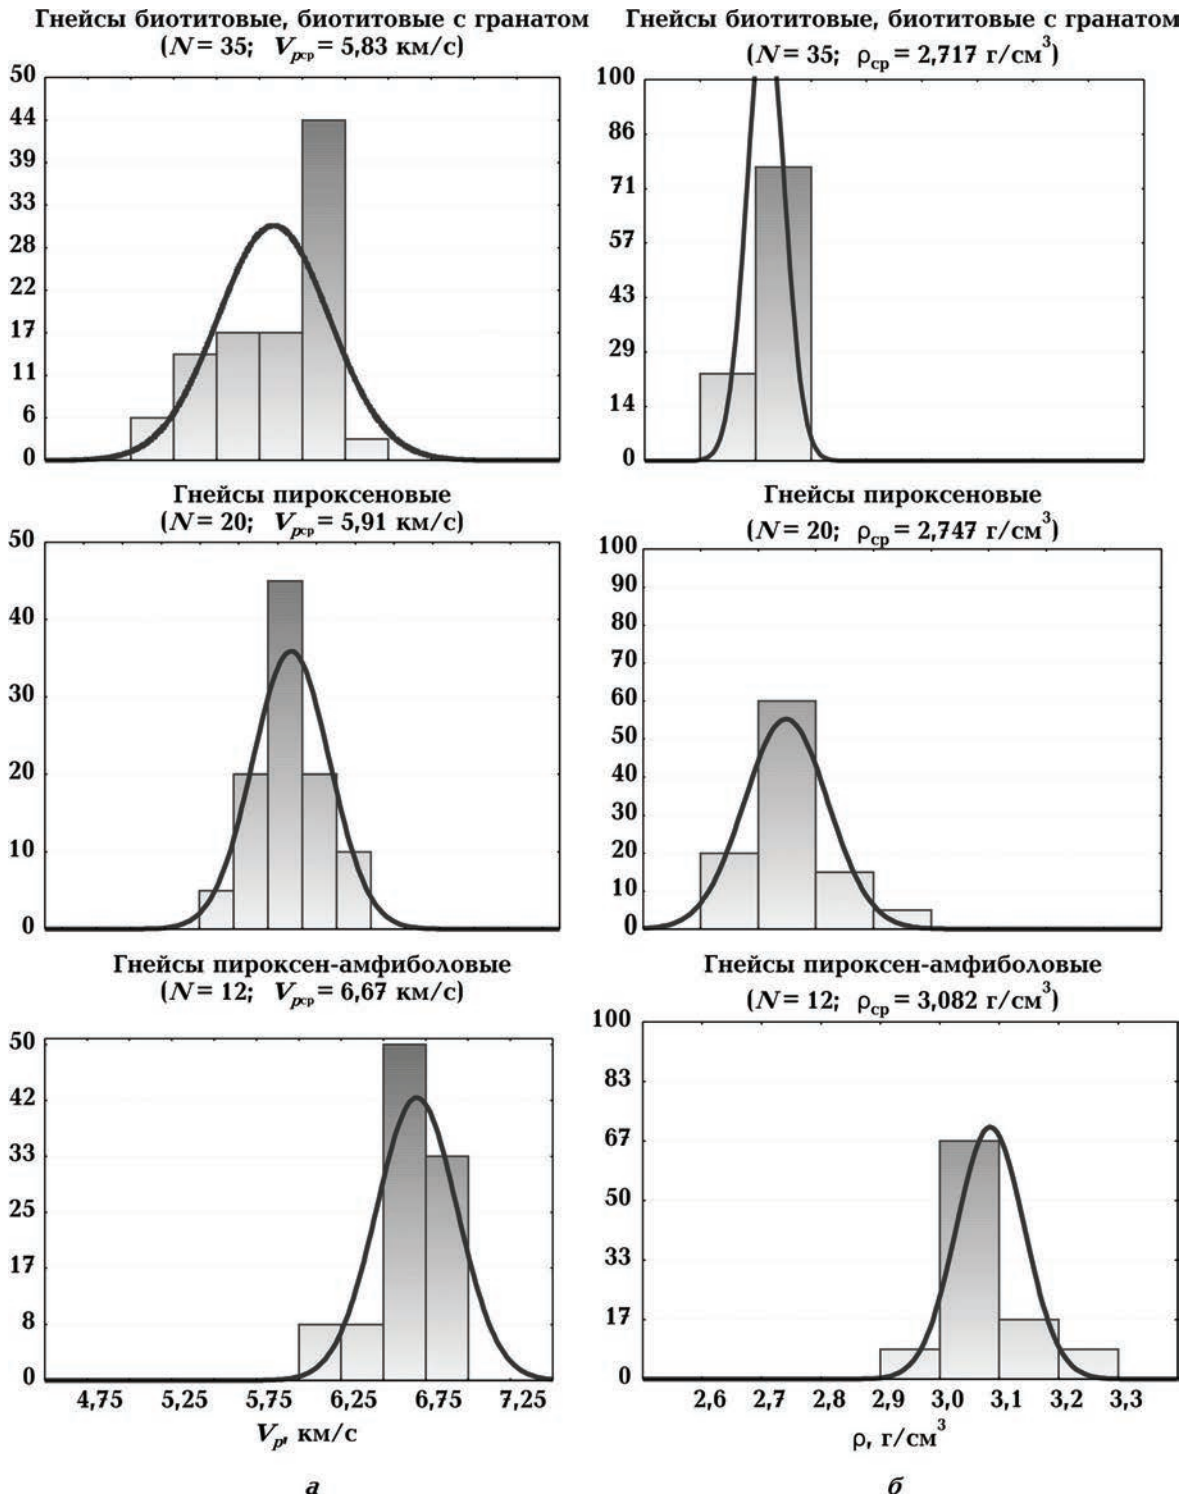 Гнейсы биотитовые, биотитовые с гранатом
(N = 35; Vpср = 5,83 км/с)
50
44
39
33
28
22
17
11
6
0
Гнейсы биотитовые, биотитовые с гранатом
(N = 35; ρср = 2,717 г/см³)
100
86
71
57
43
29
14
0
Гнейсы пироксеновые
(N = 20; Vpср = 5,91 км/с)
50
40
30
20
10
0
Гнейсы пироксеновые
(N = 20; ρср = 2,747 г/см³)
100
90
80
70
60
50
40
30
20
10
0
Гнейсы пироксен-амфиболовые
(N = 12; Vpср = 6,67 км/с)
50
42
33
25
17
8
0
4,75 5,25 5,75 6,25 6,75 7,25
Vp, км/с
а
Гнейсы пироксен-амфиболовые
(N = 12; ρср = 3,082 г/см³)
100
83
67
50
33
17
0
2,6 2,7 2,8 2,9 3,0 3,1 3,2 3,3
ρ, г/см³
б